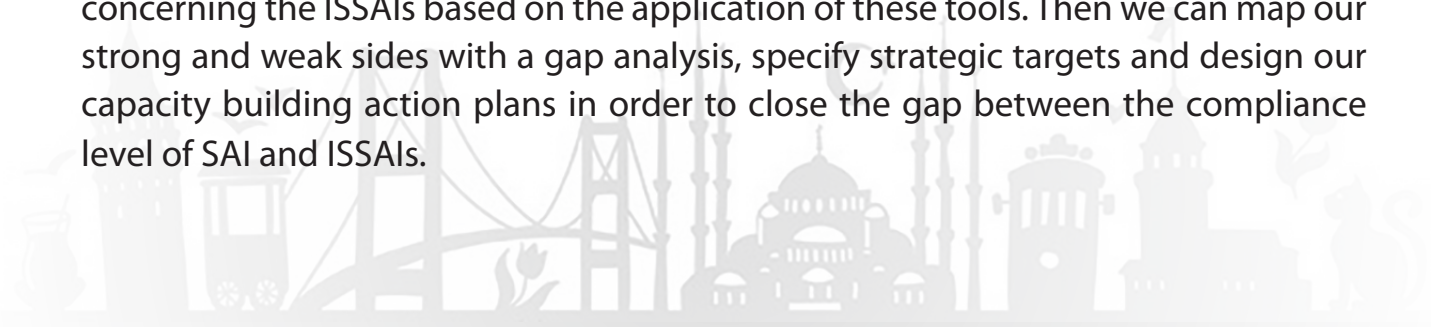 concerning the ISSAIs based on the application of these tools. Then we can map our
strong and weak sides with a gap analysis, specify strategic targets and design our
capacity building action plans in order to close the gap between the compliance
level of SAI and ISSAIs.